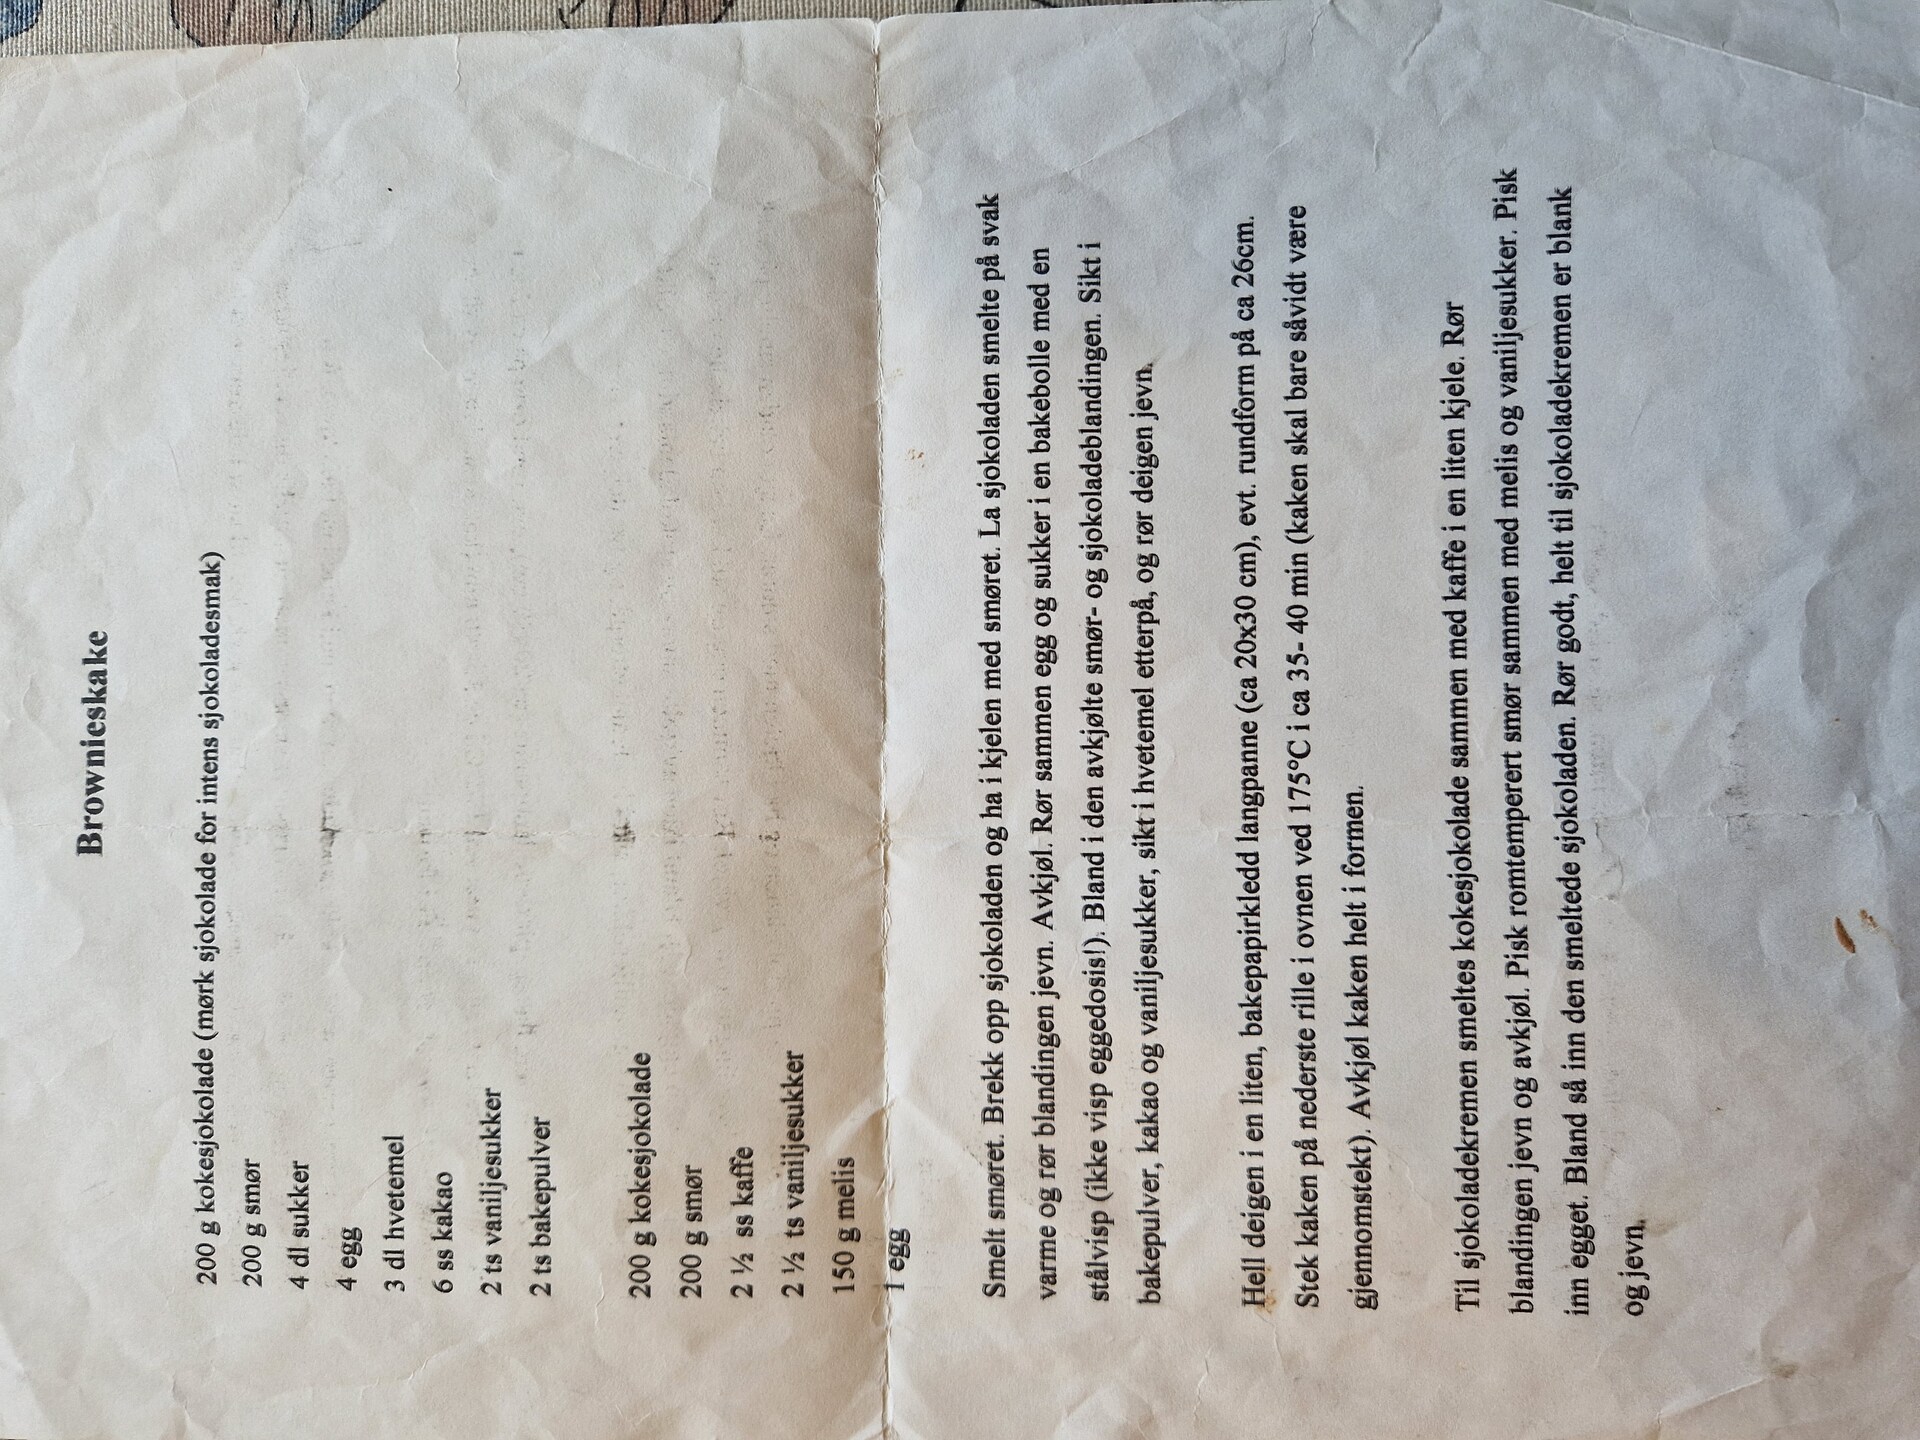 Brownieskake
200 g kokesjokolade (mørk sjokolade for intens sjokoladesmak)
200 g smør
4 dl sukker
4 egg
3 dl hvetemel
6 ss kakao
2 ts vaniljesukker
2 ts bakepulver
200 g kokesjokolade
200 g smør
2 ½ ss kaffe
2 ½ ts vaniljesukker
150 g melis
1 egg
Smelt smøret. Brekk opp sjokoladen og ha i kjelen med smøret. La sjokoladen smelte på svak
varme og rør blandingen jevn. Avkjøl. Rør sammen egg og sukker i en bakebolle med en
stålvisp (ikke visp eggedosis!). Bland i den avkjølte smør- og sjokoladeblandingen. Sikt i
bakepulver, kakao og vaniljesukker, sikt i hvetemel etterpå, og rør deigen jevn.
Hell deigen i en liten, bakepapirkledd langpanne (ca 20x30 cm), evt. rundform på ca 26cm.
Stek kaken på nederste rille i ovnen ved 175°C i ca 35- 40 min (kaken skal bare såvidt være
gjennomstekt). Avkjøl kaken helt i formen.
Til sjokoladekremen smeltes kokesjokolade sammen med kaffe i en liten kjele. Rør
blandingen jevn og avkjøl. Pisk romtemperert smør sammen med melis og vaniljesukker. Pisk
inn egget. Bland så inn den smeltede sjokoladen. Rør godt, helt til sjokoladekremen er blank
og jevn.